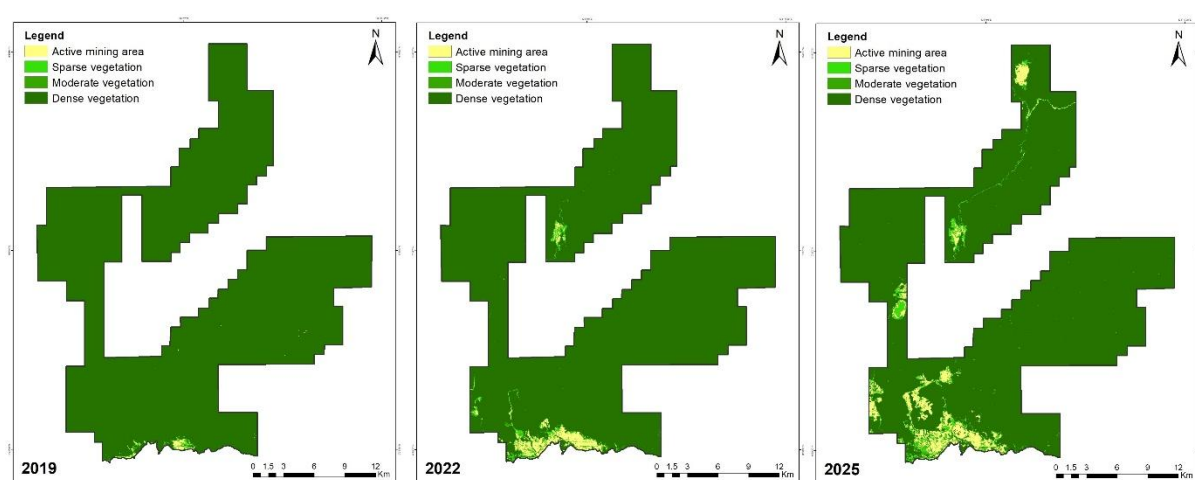 Legend
Active mining area
Sparse vegetation
Moderate vegetation
Dense vegetation
N
2019
0 1.5 3 6 9 12
Km
Legend
Active mining area
Sparse vegetation
Moderate vegetation
Dense vegetation
N
2022
0 1.5 3 6 9 12
Km
Legend
Active mining area
Sparse vegetation
Moderate vegetation
Dense vegetation
N
2025
0 1.5 3 6 9 12
Km